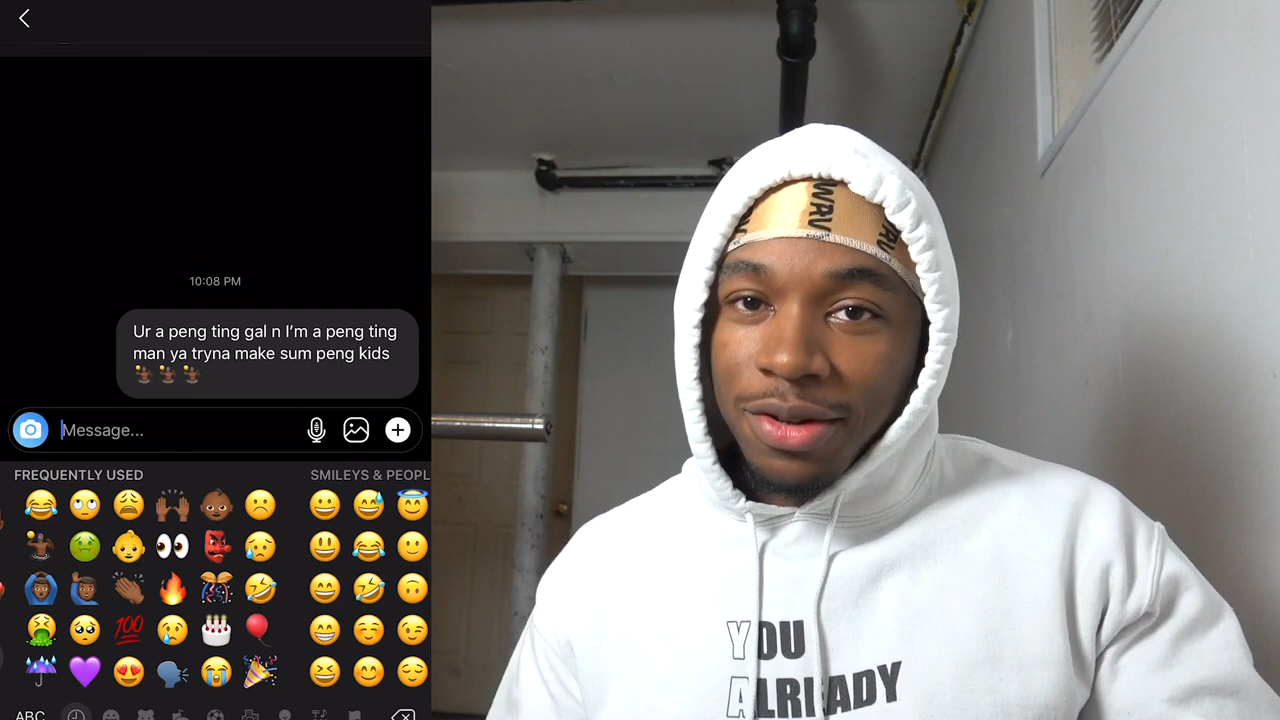 10:08 PM
Ur a peng ting gal n I’m a peng ting
man ya tryna make sum peng kids
🤾🏾🤾🏾🤾🏾
Message...
FREQUENTLY USED
SMILEYS & PEOPL
ABC
WAV
YOU
ALREADY